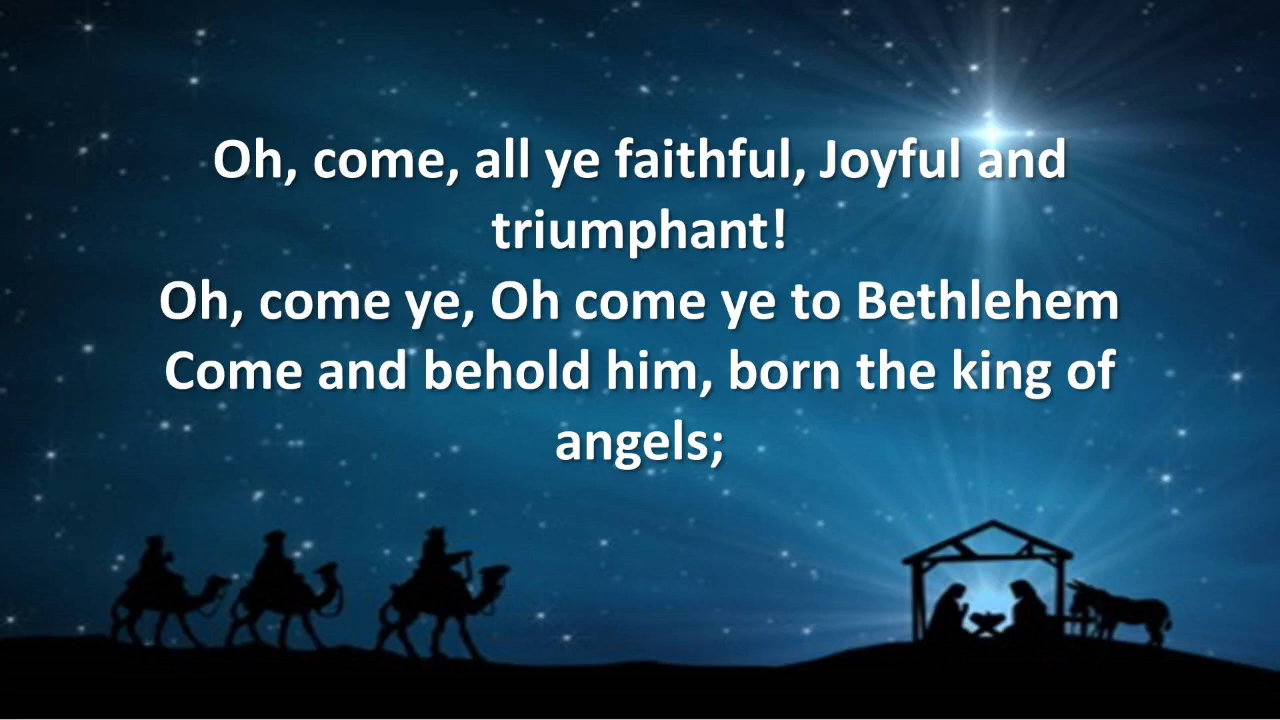 Oh, come, all ye faithful, Joyful and
triumphant!
Oh, come ye, Oh come ye to Bethlehem
Come and behold him, born the king of
angels;